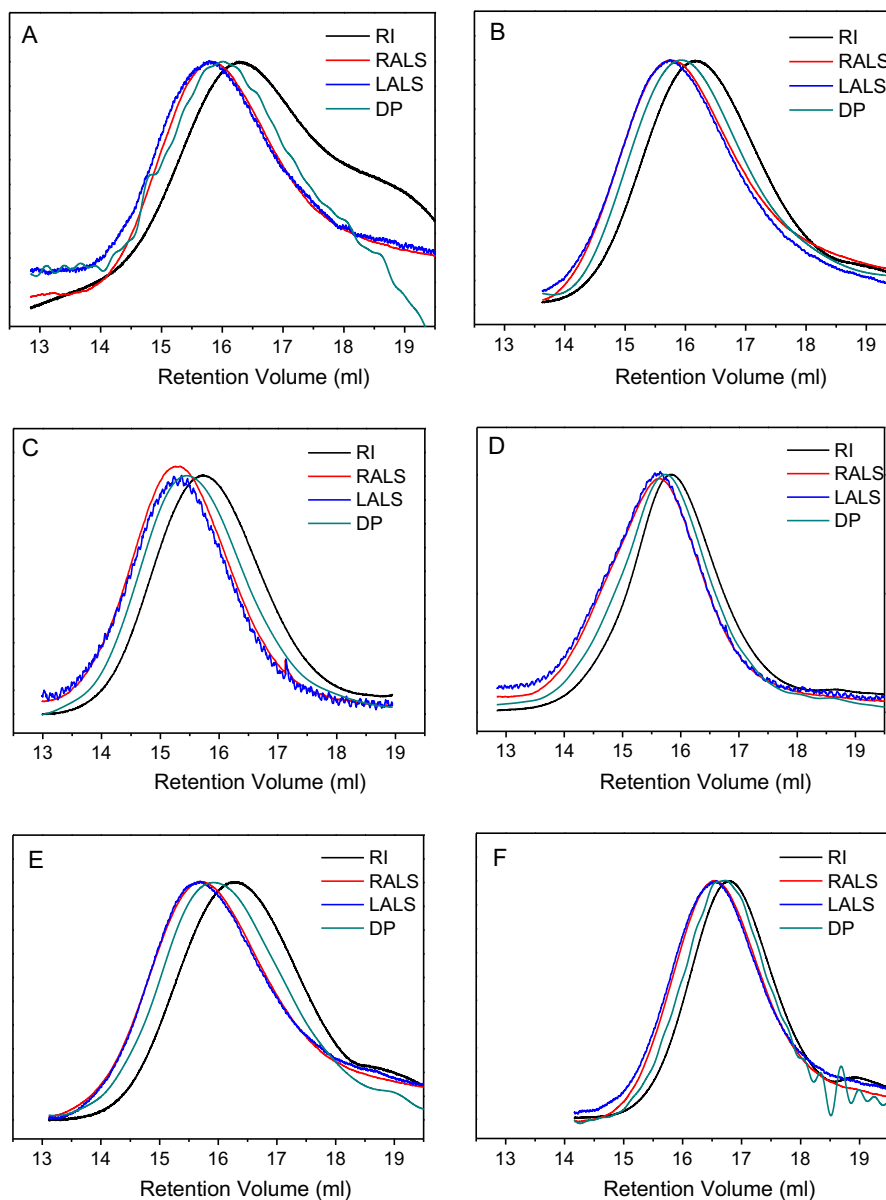 A
RI
RALS
LALS
DP
13 14 15 16 17 18 19
Retention Volume (ml)
B
RI
RALS
LALS
DP
13 14 15 16 17 18 19
Retention Volume (ml)
C
RI
RALS
LALS
DP
13 14 15 16 17 18 19
Retention Volume (ml)
D
RI
RALS
LALS
DP
13 14 15 16 17 18 19
Retention Volume (ml)
E
RI
RALS
LALS
DP
13 14 15 16 17 18 19
Retention Volume (ml)
F
RI
RALS
LALS
DP
13 14 15 16 17 18 19
Retention Volume (ml)